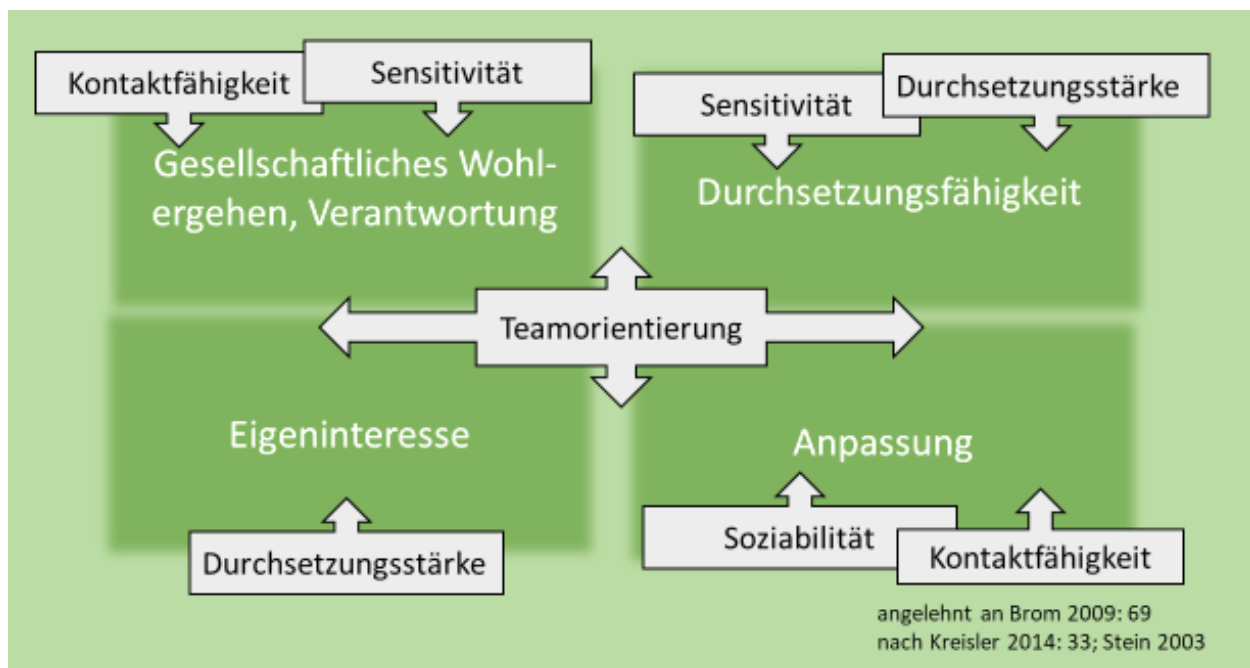 Kontaktfähigkeit
Sensitivität
Gesellschaftliches Wohl-
ergehen, Verantwortung
Sensitivität
Durchsetzungsstärke
Durchsetzungsfähigkeit
Teamorientierung
Eigeninteresse
Durchsetzungsstärke
Anpassung
Soziabilität
Kontaktfähigkeit
angelehnt an Brom 2009: 69
nach Kreisler 2014: 33; Stein 2003